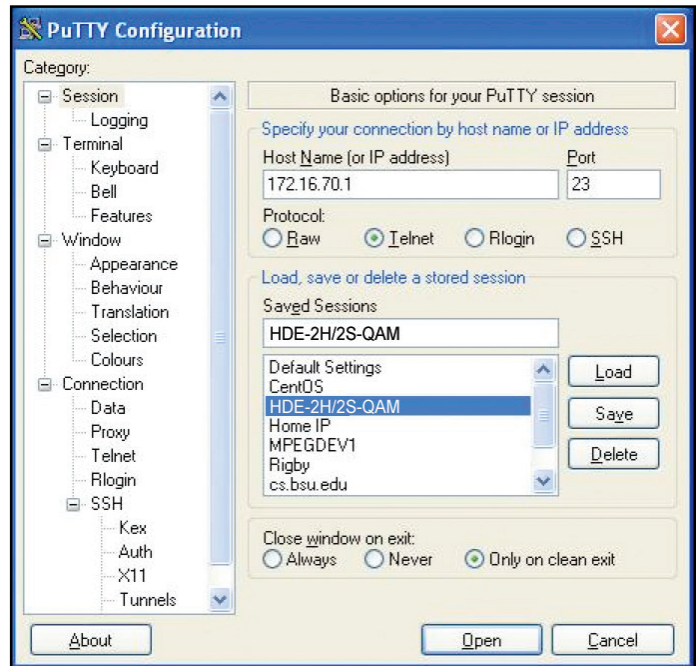 PuTTY Configuration
Category:
Session
Logging
Terminal
Keyboard
Bell
Features
Window
Appearance
Behaviour
Translation
Selection
Colours
Connection
Data
Proxy
Telnet
Rlogin
SSH
Kex
Auth
X11
Tunnels
Basic options for your PuTTY session
Specify your connection by host name or IP address
Host Name (or IP address) Port
172.16.70.1 23
Protocol:
Raw Telnet Rlogin SSH
Load, save or delete a stored session
Saved Sessions
HDE-2H/2S-QAM
Default Settings
CentOS
HDE-2H/2S-QAM
Home IP
MPEGDEV1
Rigby
cs.bsu.edu
Load
Save
Delete
Close window on exit:
Always Never Only on clean exit
About Open Cancel